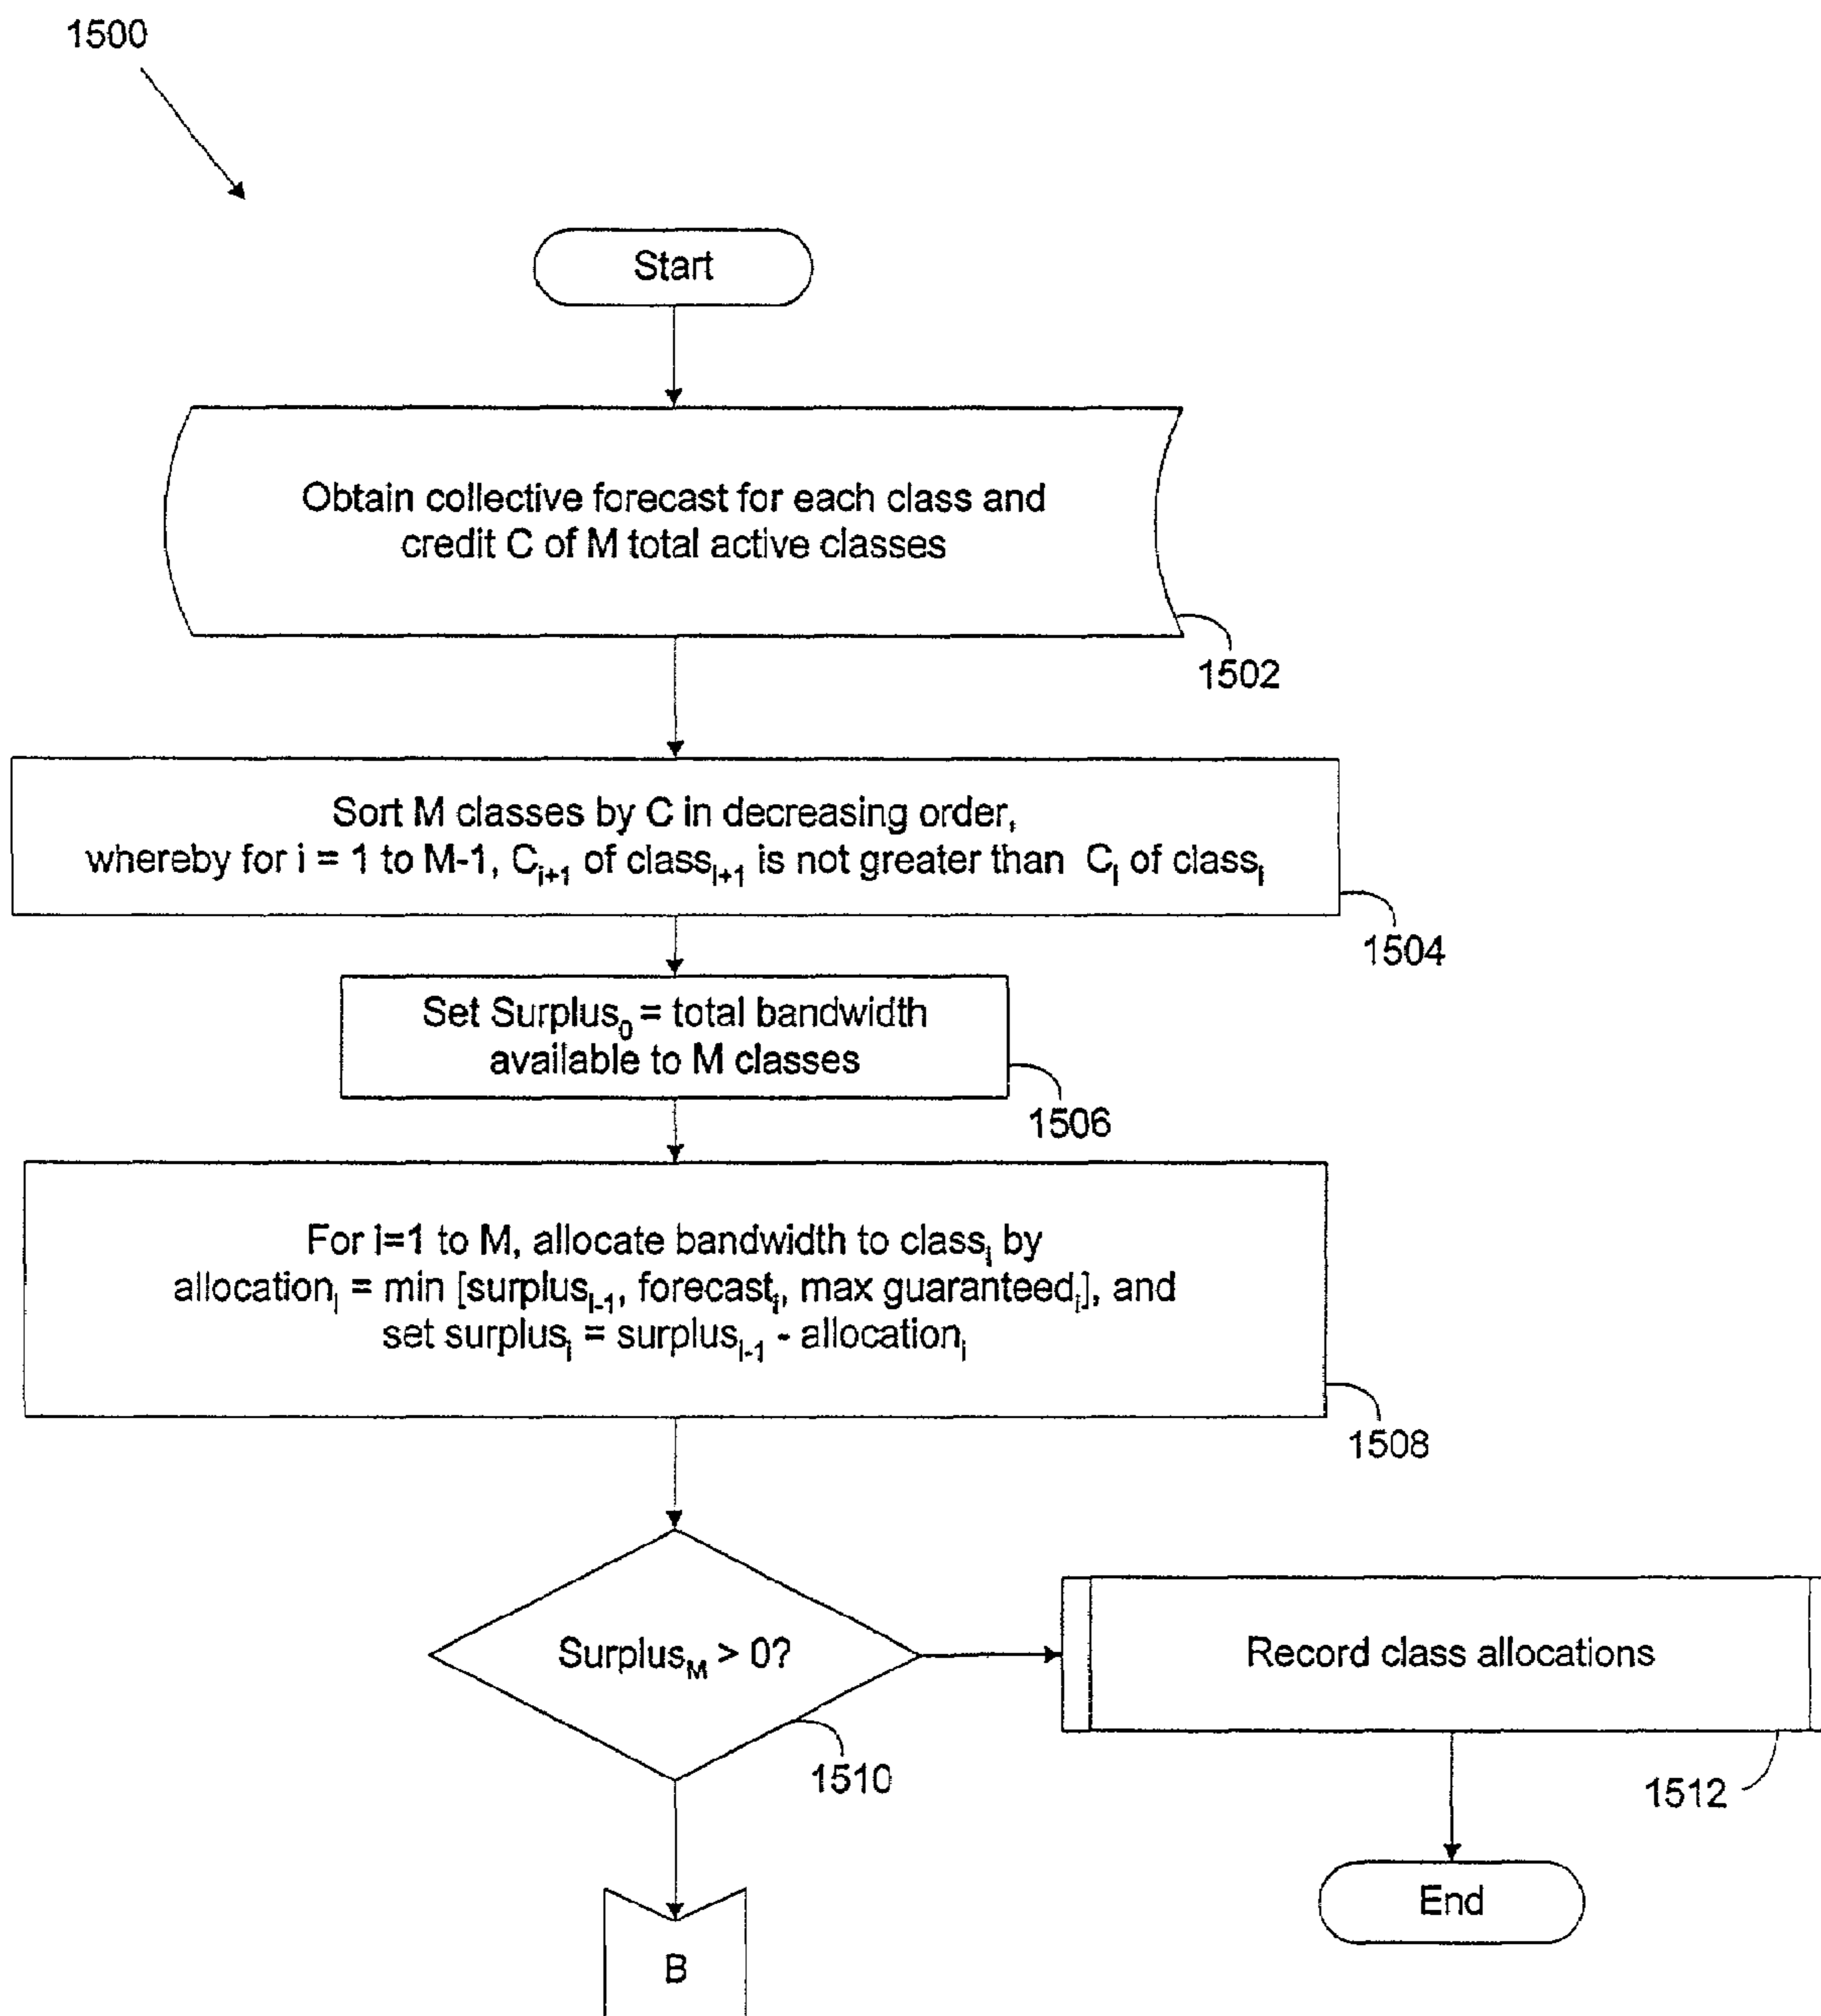 1500
Start
Obtain collective forecast for each class and
credit C of M total active classes
1502
Sort M classes by C in decreasing order,
whereby for i = 1 to M-1, Cᵢ₊₁ of classᵢ₊₁ is not greater than Cᵢ of classᵢ
1504
Set Surplus₀ = total bandwidth
available to M classes
1506
For i=1 to M, allocate bandwidth to classᵢ by
allocationᵢ = min [surplusᵢ₋₁, forecastᵢ, max guaranteedᵢ], and
set surplusᵢ = surplusᵢ₋₁ - allocationᵢ
1508
Surplus_M > 0?
1510
Record class allocations
1512
End
B